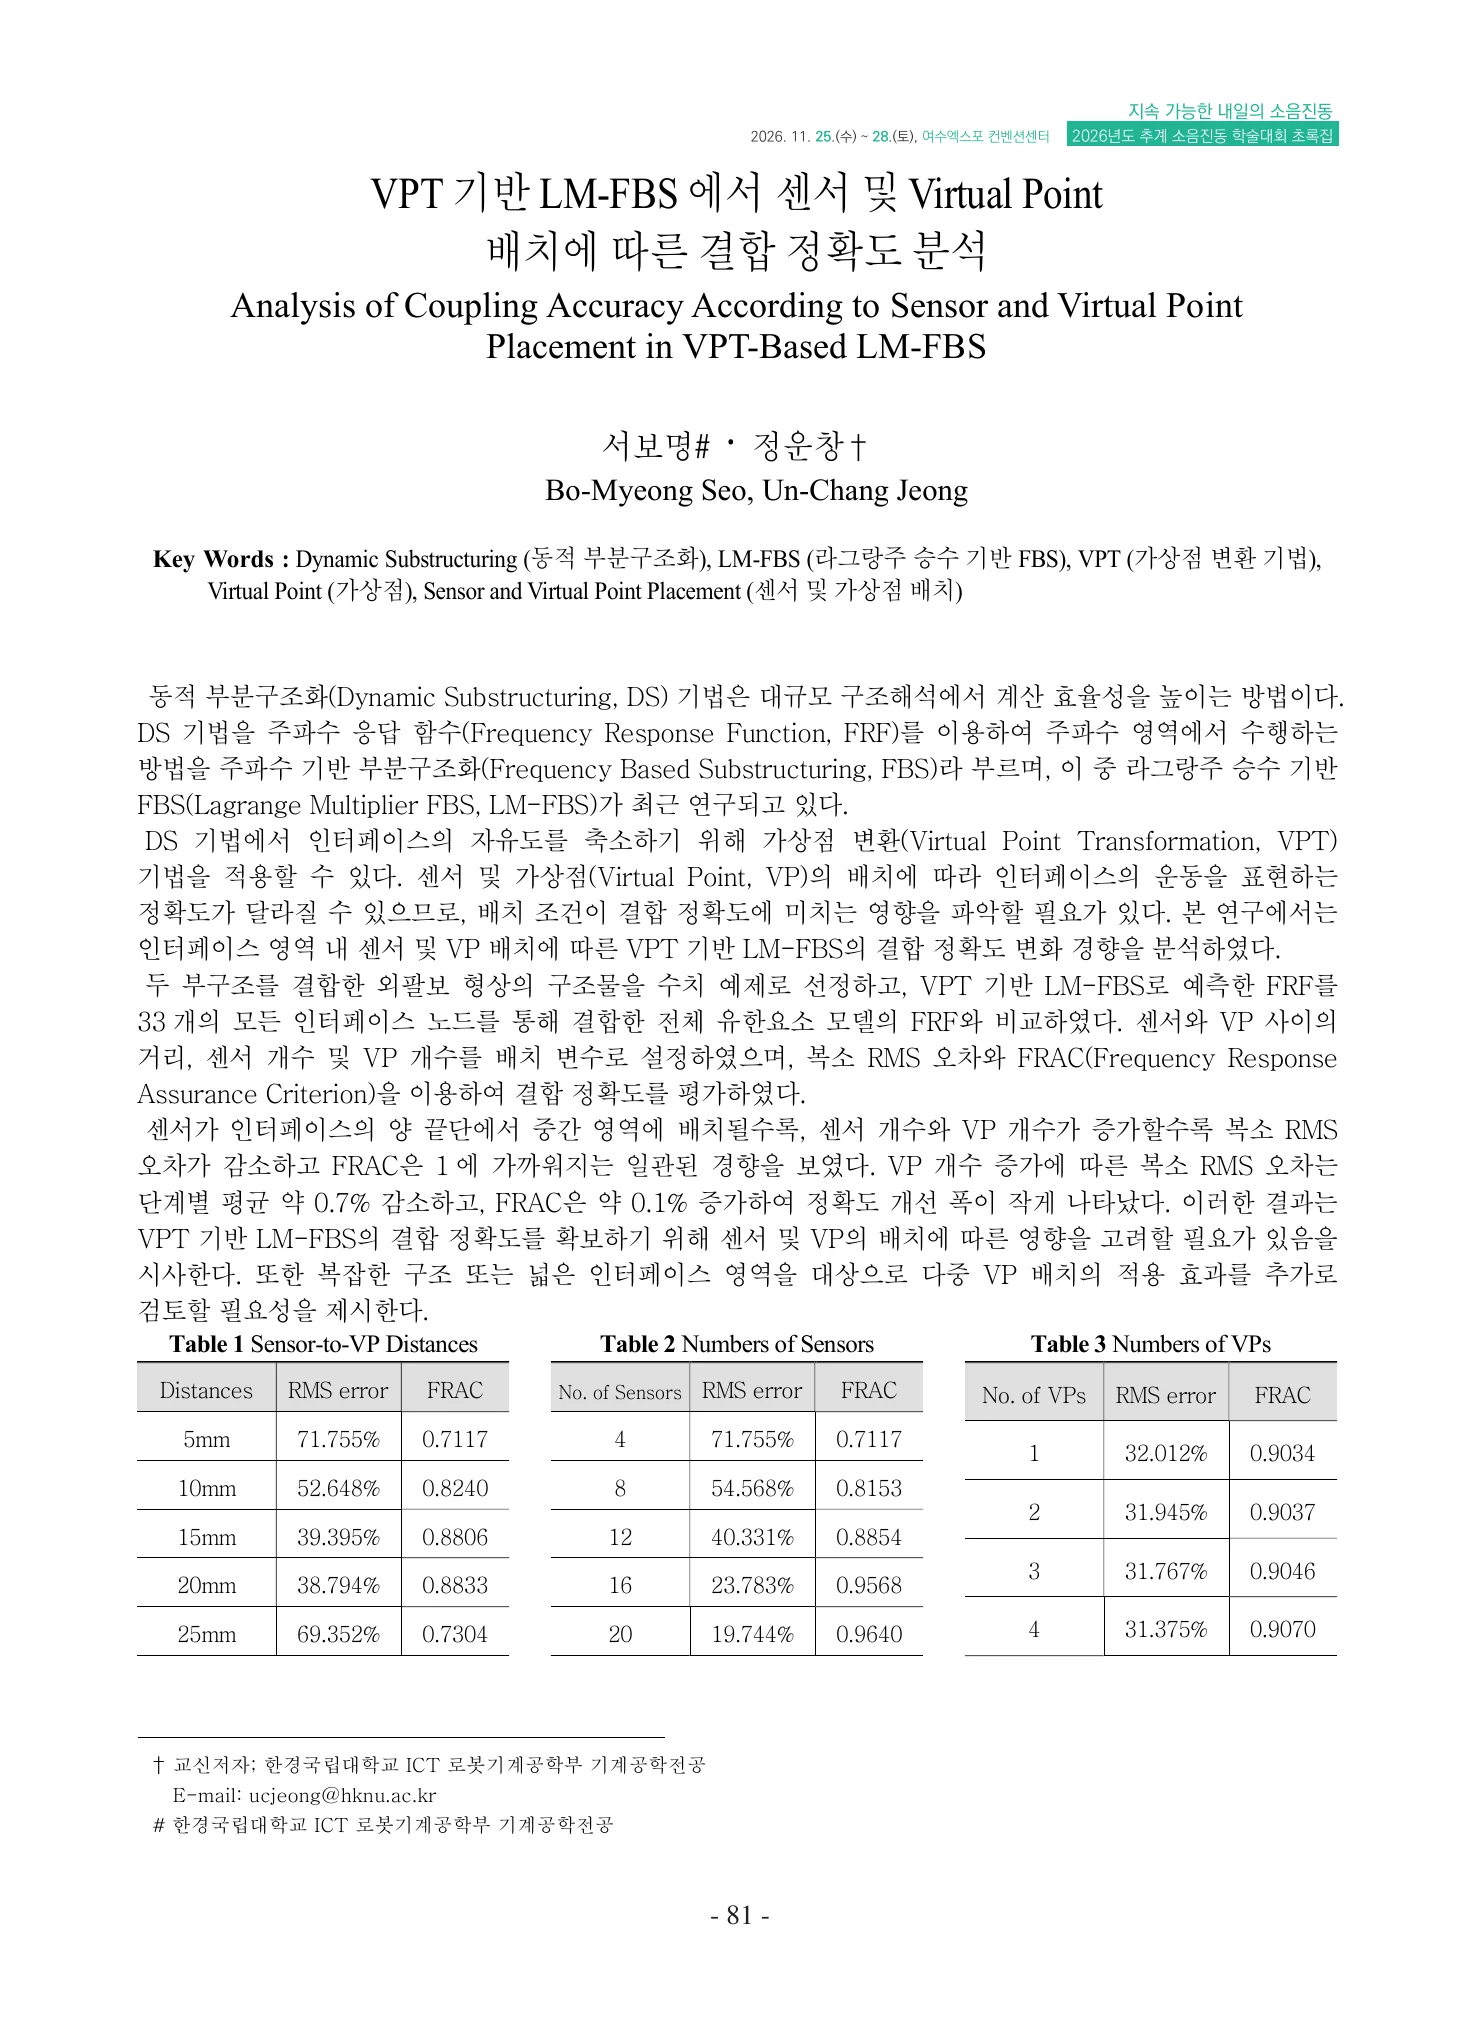 지속 가능한 내일의 소음진동
2026. 11. 25.(수) ~ 28.(토), 여수엑스포 컨벤션센터 2026년도 추계 소음진동 학술대회 초록집
VPT 기반 LM-FBS 에서 센서 및 Virtual Point
배치에 따른 결합 정확도 분석
Analysis of Coupling Accuracy According to Sensor and Virtual Point
Placement in VPT-Based LM-FBS
서보명# · 정운창†
Bo-Myeong Seo, Un-Chang Jeong
Key Words : Dynamic Substructuring (동적 부분구조화), LM-FBS (라그랑주 승수 기반 FBS), VPT (가상점 변환 기법),
Virtual Point (가상점), Sensor and Virtual Point Placement (센서 및 가상점 배치)
동적 부분구조화(Dynamic Substructuring, DS) 기법은 대규모 구조해석에서 계산 효율성을 높이는 방법이다.
DS 기법을 주파수 응답 함수(Frequency Response Function, FRF)를 이용하여 주파수 영역에서 수행하는
방법을 주파수 기반 부분구조화(Frequency Based Substructuring, FBS)라 부르며, 이 중 라그랑주 승수 기반
FBS(Lagrange Multiplier FBS, LM-FBS)가 최근 연구되고 있다.
DS 기법에서 인터페이스의 자유도를 축소하기 위해 가상점 변환(Virtual Point Transformation, VPT)
기법을 적용할 수 있다. 센서 및 가상점(Virtual Point, VP)의 배치에 따라 인터페이스의 운동을 표현하는
정확도가 달라질 수 있으므로, 배치 조건이 결합 정확도에 미치는 영향을 파악할 필요가 있다. 본 연구에서는
인터페이스 영역 내 센서 및 VP 배치에 따른 VPT 기반 LM-FBS의 결합 정확도 변화 경향을 분석하였다.
두 부구조를 결합한 외팔보 형상의 구조물을 수치 예제로 선정하고, VPT 기반 LM-FBS로 예측한 FRF를
33 개의 모든 인터페이스 노드를 통해 결합한 전체 유한요소 모델의 FRF와 비교하였다. 센서와 VP 사이의
거리, 센서 개수 및 VP 개수를 배치 변수로 설정하였으며, 복소 RMS 오차와 FRAC(Frequency Response
Assurance Criterion)을 이용하여 결합 정확도를 평가하였다.
센서가 인터페이스의 양 끝단에서 중간 영역에 배치될수록, 센서 개수와 VP 개수가 증가할수록 복소 RMS
오차가 감소하고 FRAC은 1 에 가까워지는 일관된 경향을 보였다. VP 개수 증가에 따른 복소 RMS 오차는
단계별 평균 약 0.7% 감소하고, FRAC은 약 0.1% 증가하여 정확도 개선 폭이 작게 나타났다. 이러한 결과는
VPT 기반 LM-FBS의 결합 정확도를 확보하기 위해 센서 및 VP의 배치에 따른 영향을 고려할 필요가 있음을
시사한다. 또한 복잡한 구조 또는 넓은 인터페이스 영역을 대상으로 다중 VP 배치의 적용 효과를 추가로
검토할 필요성을 제시한다.
Table 1 Sensor-to-VP Distances
Distances RMS error FRAC
5mm 71.755% 0.7117
10mm 52.648% 0.8240
15mm 39.395% 0.8806
20mm 38.794% 0.8833
25mm 69.352% 0.7304
Table 2 Numbers of Sensors
No. of Sensors RMS error FRAC
4 71.755% 0.7117
8 54.568% 0.8153
12 40.331% 0.8854
16 23.783% 0.9568
20 19.744% 0.9640
Table 3 Numbers of VPs
No. of VPs RMS error FRAC
1 32.012% 0.9034
2 31.945% 0.9037
3 31.767% 0.9046
4 31.375% 0.9070
† 교신저자; 한경국립대학교 ICT 로봇기계공학부 기계공학전공
E-mail: ucjeong@hknu.ac.kr
# 한경국립대학교 ICT 로봇기계공학부 기계공학전공
- 81 -